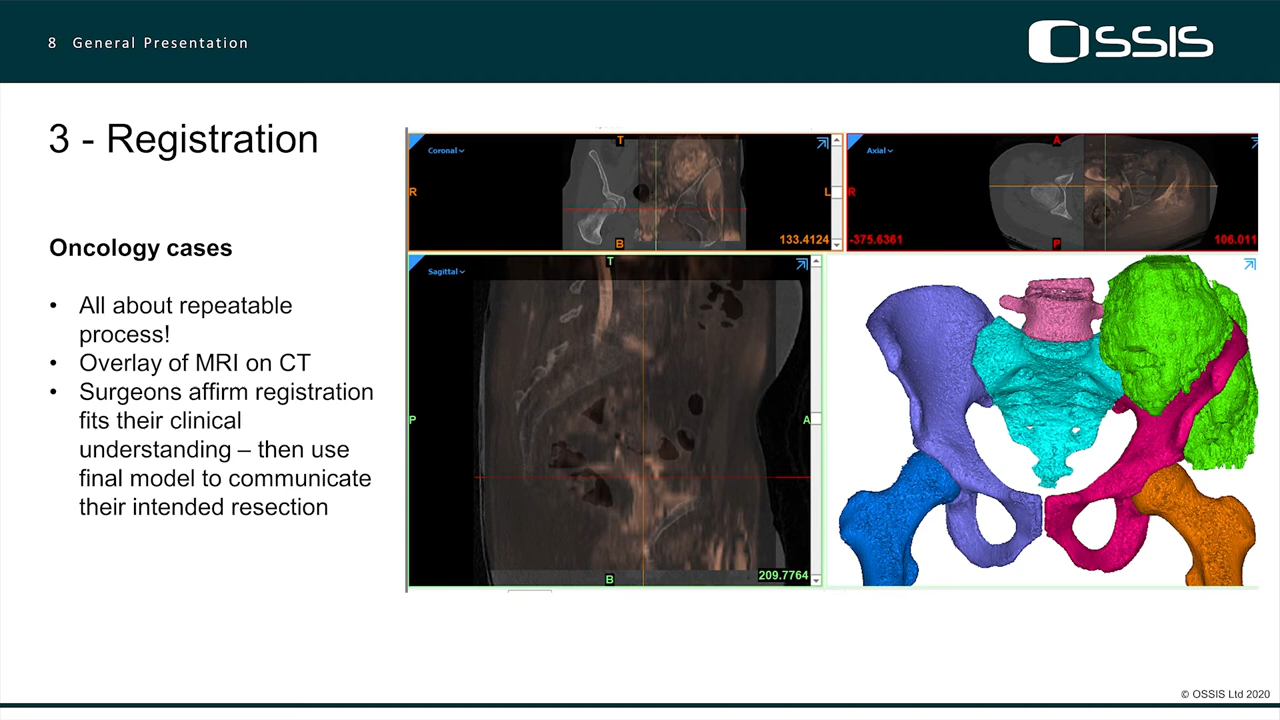 8 General Presentation
OSSIS
3 - Registration
Oncology cases
• All about repeatable
process!
• Overlay of MRI on CT
• Surgeons affirm registration
fits their clinical
understanding – then use
final model to communicate
their intended resection
Coronal
T
R
L
B
133.4124
Axial
A
R
P
-375.6361
106.011
Sagittal
T
P
A
B
209.7764
© OSSIS Ltd 2020